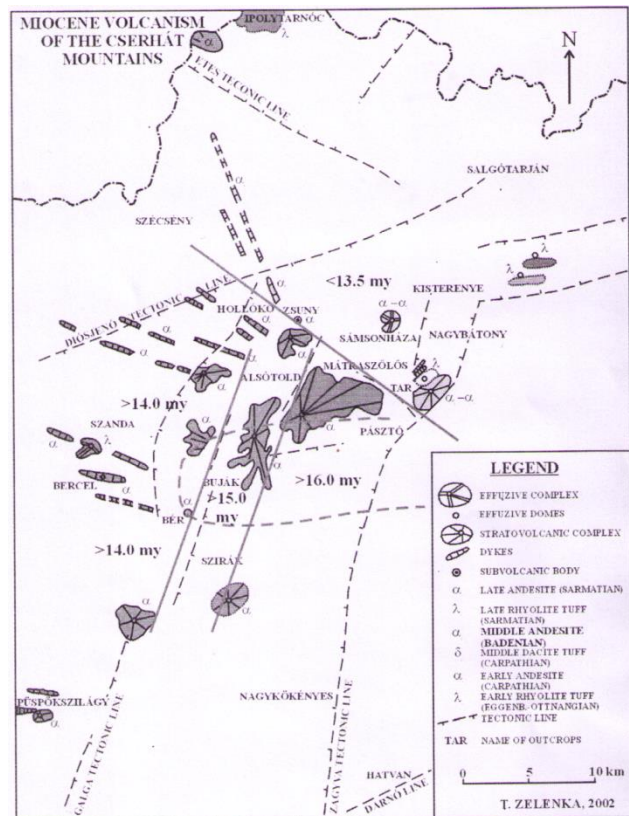 MIOCENE VOLCANISM
OF THE CSERHÁT
MOUNTAINS
IPOLYTARNÓC
λ
α
N
ETES TECONIC LINE
α
SALGÓTARJÁN
SZÉCSÉNY
λ
λ
DIÓSJENŐ TECTONIC LINE
α
<13.5 my
KISTERENYE
HOLLÓKŐ
ZSUNY
α
α
α
α – α
SÁMSONHÁZA
NAGYBÁTONY
α
α
α
ALSÓTOLD
MÁTRASZŐLŐS
λ
TAR
α – α
>14.0 my
α
SZANDA
λ
α
α
PÁSZTÓ
BERCEL
α
α
BUJÁK
>15.0
my
>16.0 my
BÉR
α
>14.0 my
SZIRÁK
α
α
PÜSPÖKSZILÁGY
α
NAGYKÖKÉNYES
GALGA TECTONIC LINE
ZAGYVA TECTONIC LINE
HATVAN
DARNÓ LINE
LEGEND
EFFUZIVE COMPLEX
EFFUZIVE DOMES
STRATOVOLCANIC COMPLEX
DYKES
SUBVOLCANIC BODY
α LATE ANDESITE (SARMATIAN)
λ LATE RHYOLITE TUFF
(SARMATIAN)
α MIDDLE ANDESITE
(BADENIAN)
δ MIDDLE DACITE TUFF
(CARPATHIAN)
α EARLY ANDESITE
(CARPATHIAN)
λ EARLY RHYOLITE TUFF
(EGGENB.-OTTNANGIAN)
TECTONIC LINE
TAR NAME OF OUTCROPS
0 5 10 km
T. ZELENKA, 2002